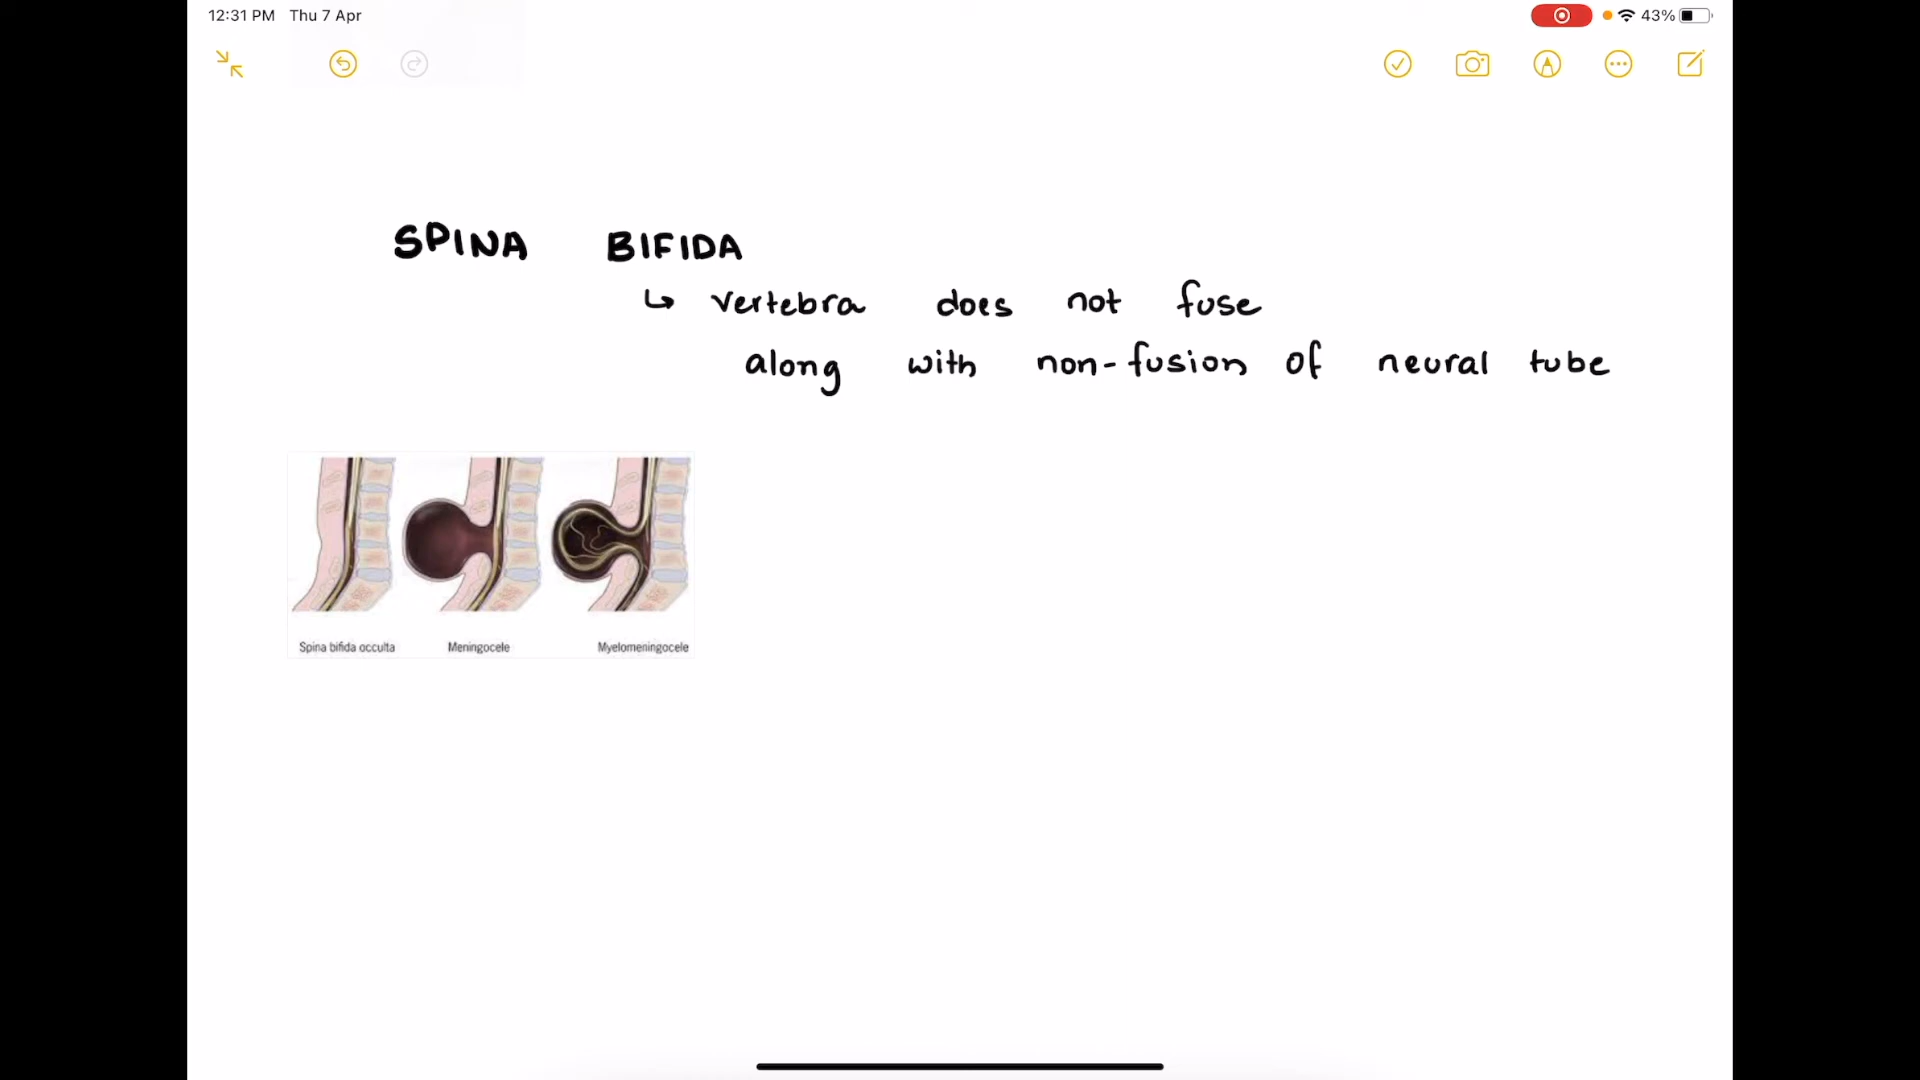 12:31 PM Thu 7 Apr 43%
SPINA BIFIDA
↳ vertebra does not fuse
along with non-fusion of neural tube
Spina bifida occulta Meningocele Myelomeningocele